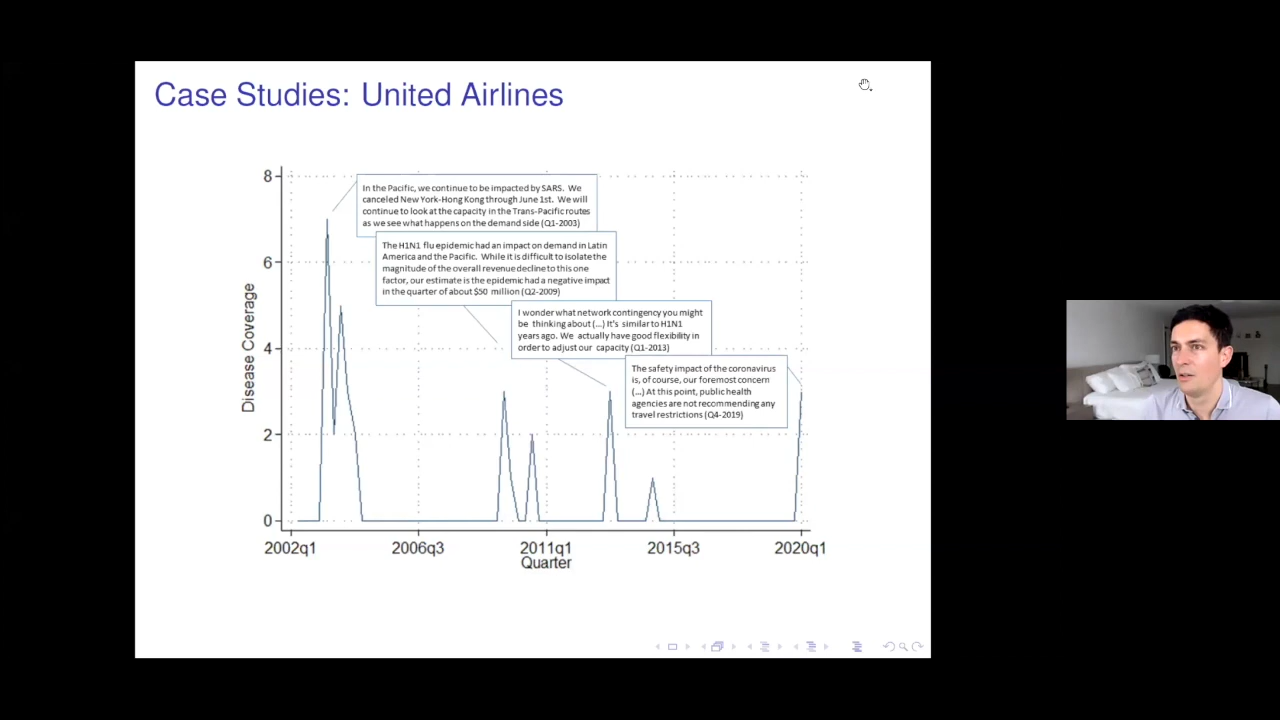 Case Studies: United Airlines
8
In the Pacific, we continue to be impacted by SARS. We
canceled New York-Hong Kong through June 1st. We will
continue to look at the capacity in the Trans-Pacific routes
as we see what happens on the demand side (Q1-2003)
The H1N1 flu epidemic had an impact on demand in Latin
America and the Pacific. While it is difficult to isolate the
magnitude of the overall revenue decline to this one
factor, our estimate is the epidemic had a negative impact
in the quarter of about $50 million (Q2-2009)
6
I wonder what network contingency you might
be thinking about (...) It's similar to H1N1
years ago. We actually have good flexibility in
order to adjust our capacity (Q1-2013)
4
The safety impact of the coronavirus
is, of course, our foremost concern
(...) At this point, public health
agencies are not recommending any
travel restrictions (Q4-2019)
2
0
Disease Coverage
2002q1 2006q3 2011q1 2015q3 2020q1
Quarter